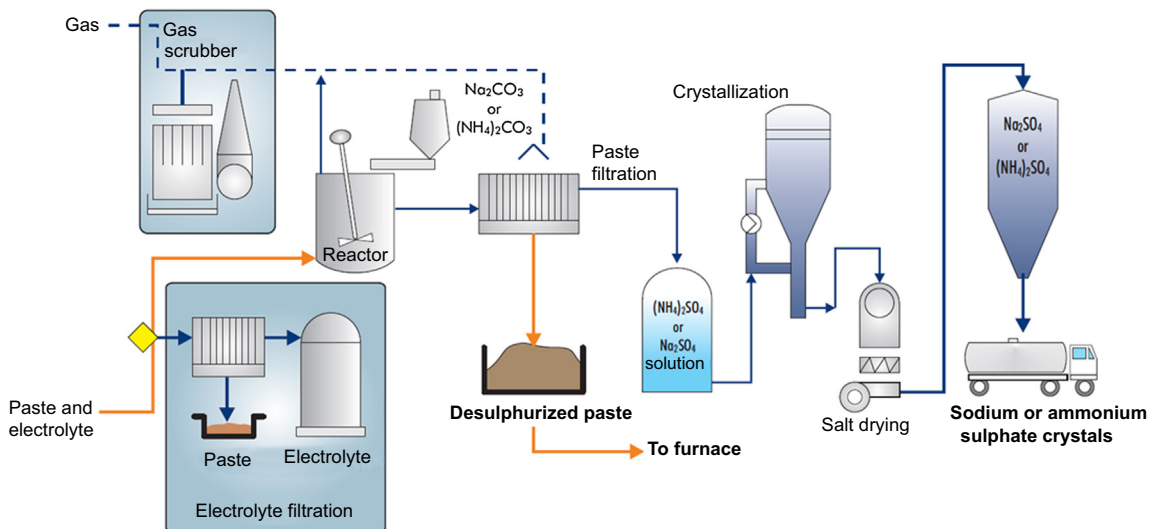 Gas
Gas
scrubber
Na₂CO₃
or
(NH₄)₂CO₃
Crystallization
Paste
filtration
Na₂SO₄
or
(NH₄)₂SO₄
Reactor
(NH₄)₂SO₄
or
Na₂SO₄
solution
Paste and
electrolyte
Paste
Electrolyte
Electrolyte filtration
Desulphurized paste
To furnace
Salt drying
Sodium or ammonium
sulphate crystals